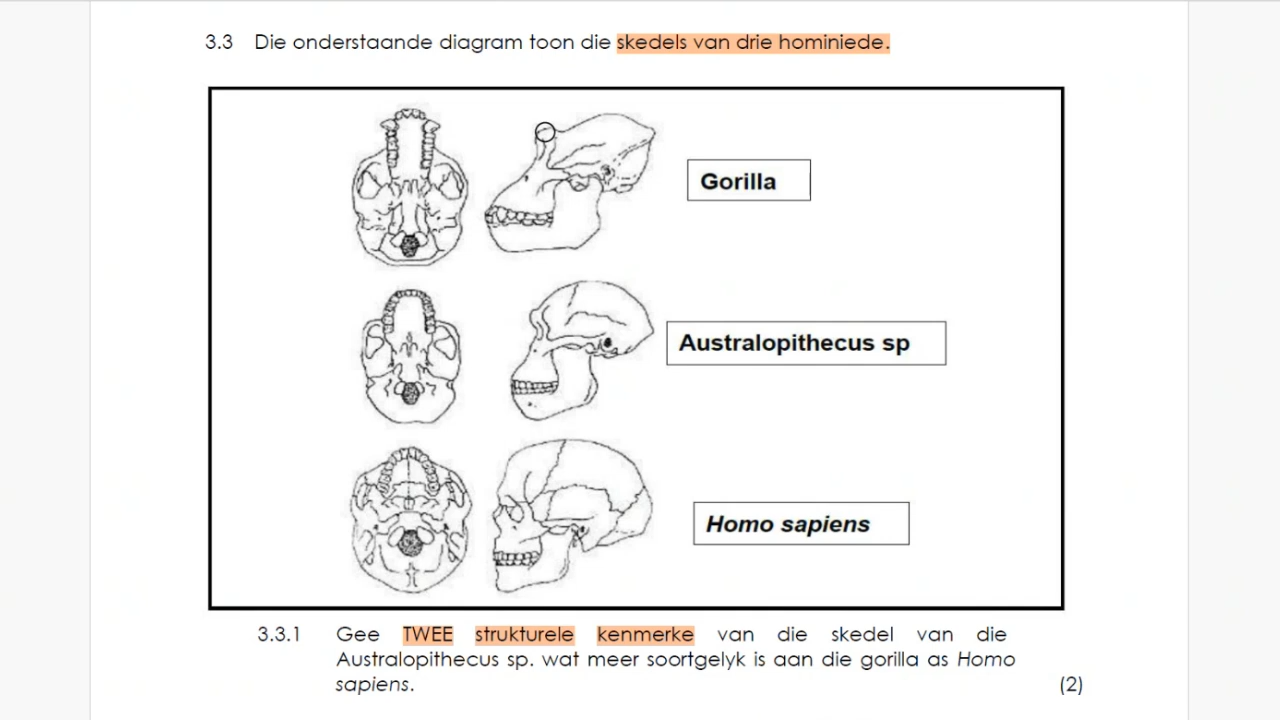 3.3 Die onderstaande diagram toon die skedels van drie hominiede.
Gorilla
Australopithecus sp
Homo sapiens
3.3.1 Gee TWEE strukturele kenmerke van die skedel van die
Australopithecus sp. wat meer soortgelyk is aan die gorilla as Homo
sapiens. (2)